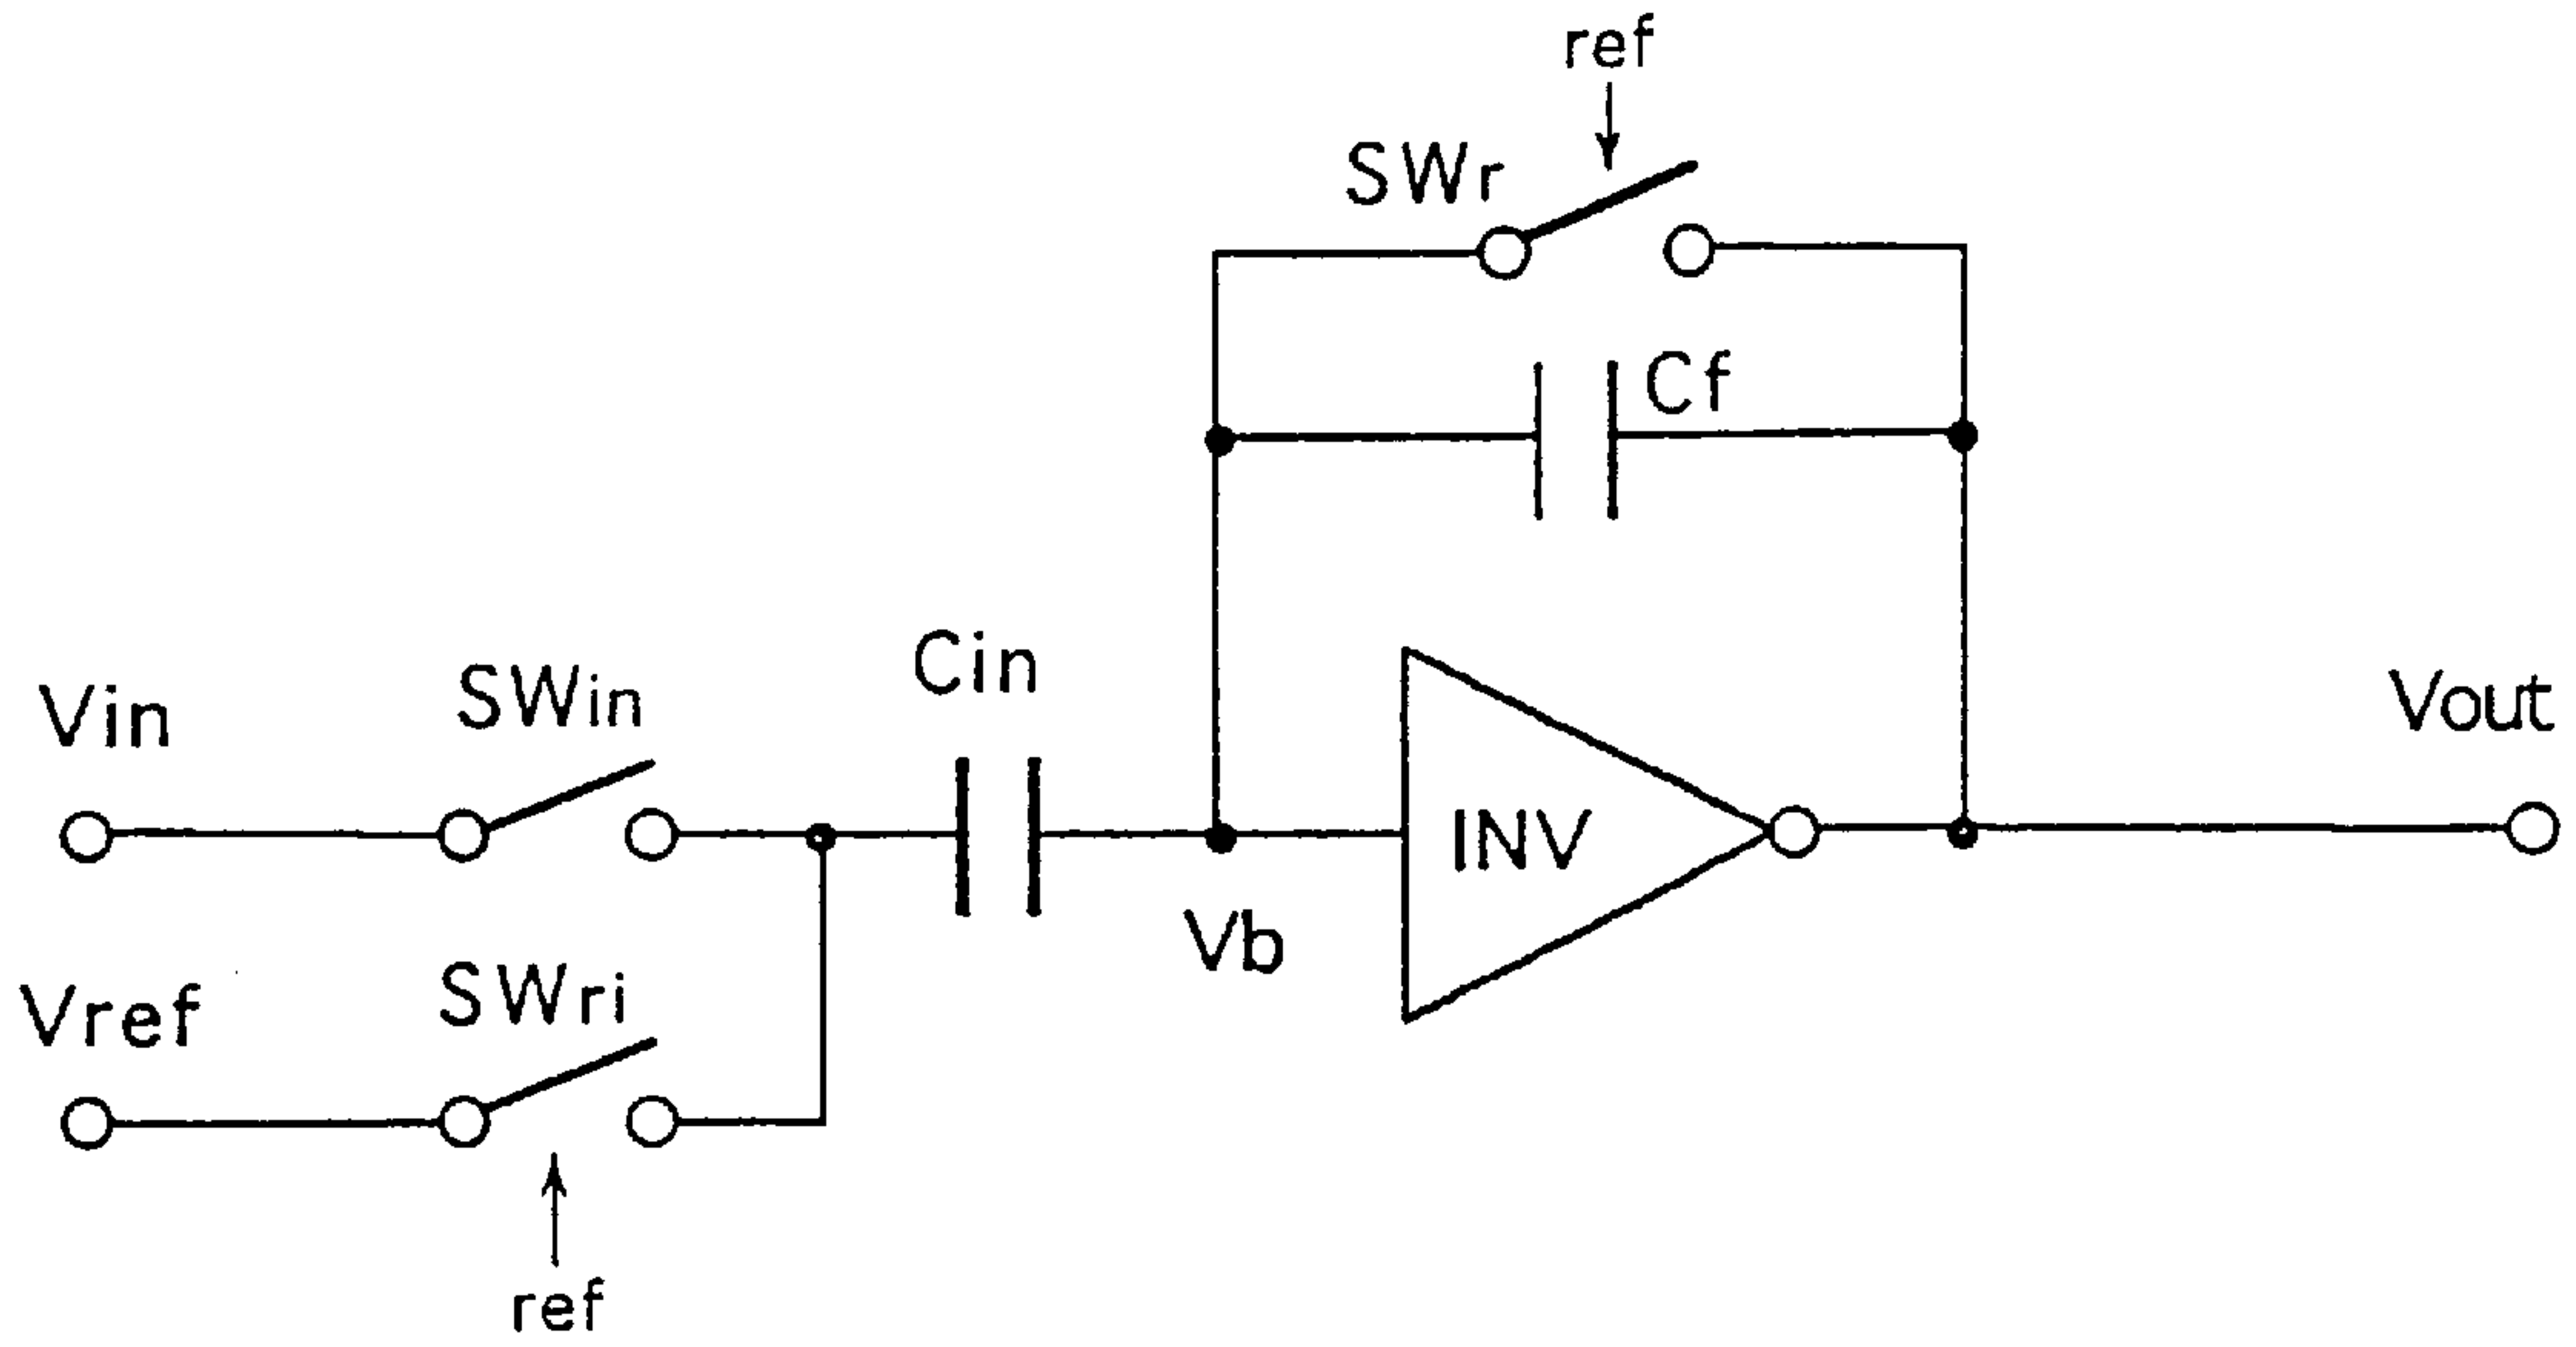 ref
SWr
Cf
Cin
Vin
SWin
Vout
INV
Vb
Vref
SWri
ref